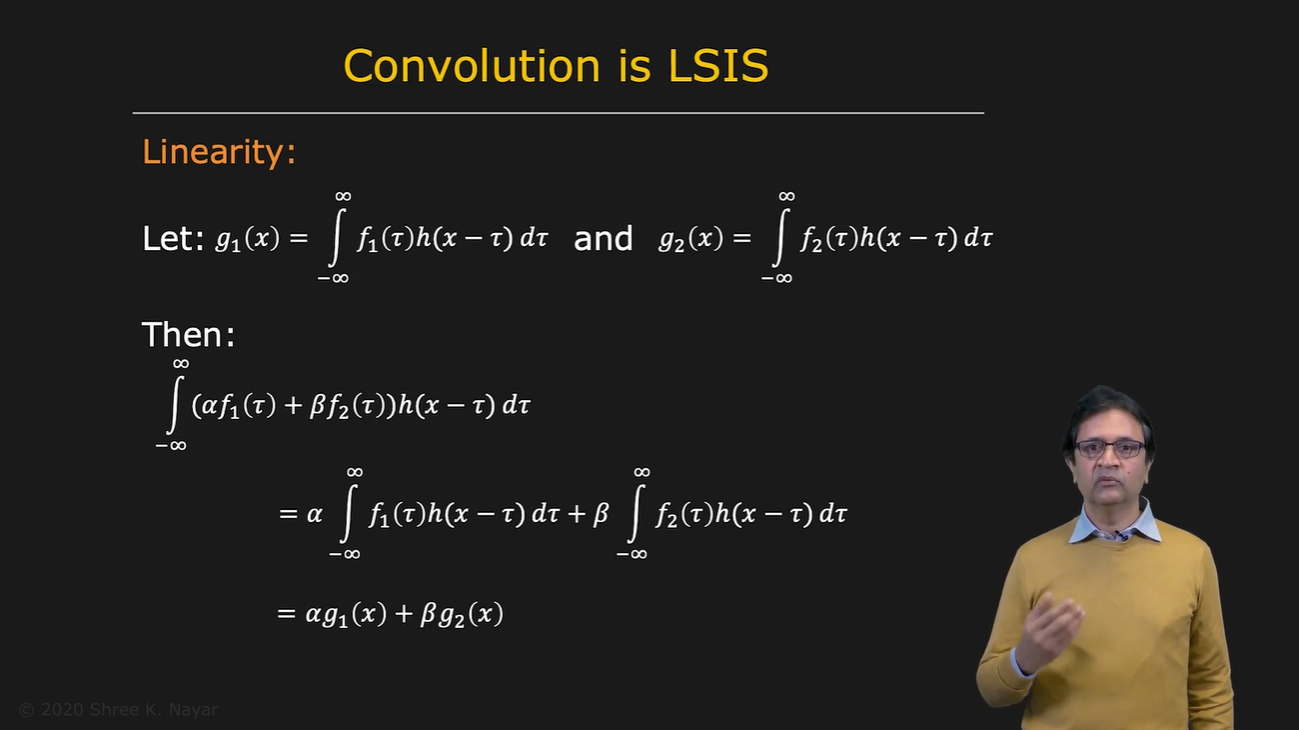 Convolution is LSIS
Linearity:
Let: g₁(x) = ∫_{−∞}^{∞} f₁(τ)h(x − τ) dτ and g₂(x) = ∫_{−∞}^{∞} f₂(τ)h(x − τ) dτ
Then:
∫_{−∞}^{∞} (αf₁(τ) + βf₂(τ))h(x − τ) dτ
= α ∫_{−∞}^{∞} f₁(τ)h(x − τ) dτ + β ∫_{−∞}^{∞} f₂(τ)h(x − τ) dτ
= αg₁(x) + βg₂(x)
© 2020 Shree K. Nayar